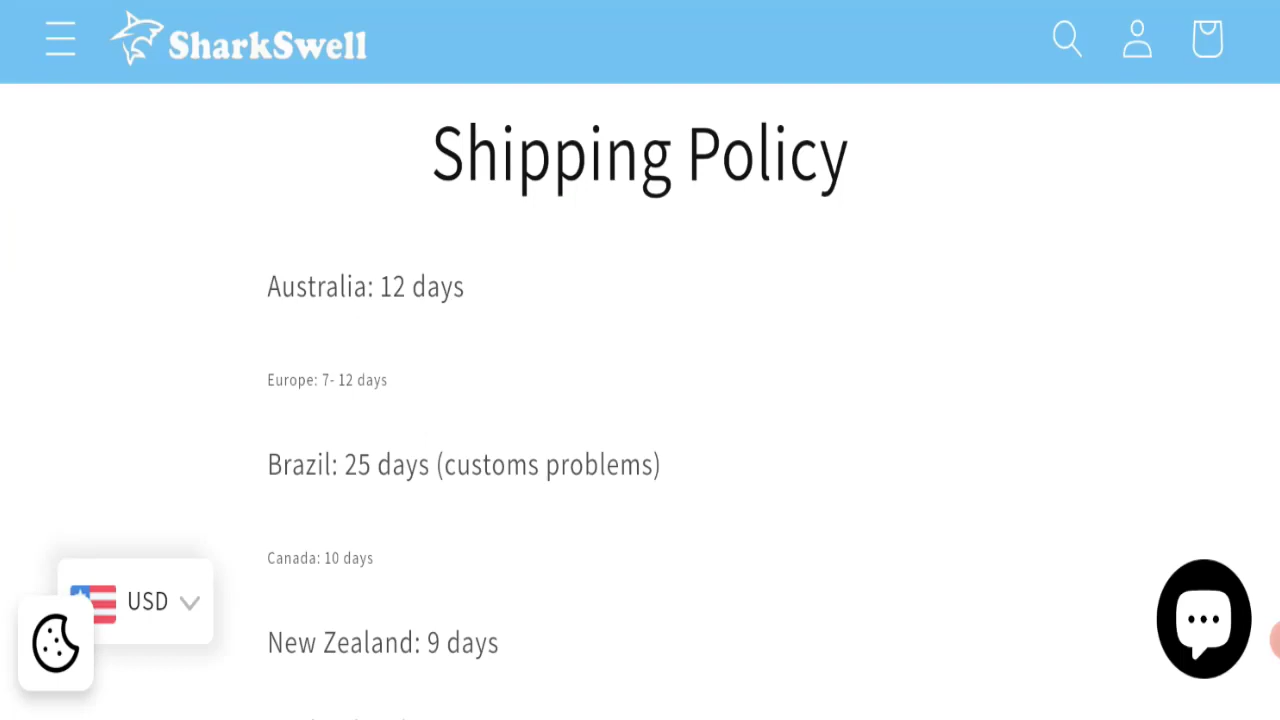 SharkSwell
Shipping Policy
Australia: 12 days
Europe: 7- 12 days
Brazil: 25 days (customs problems)
Canada: 10 days
USD
New Zealand: 9 days